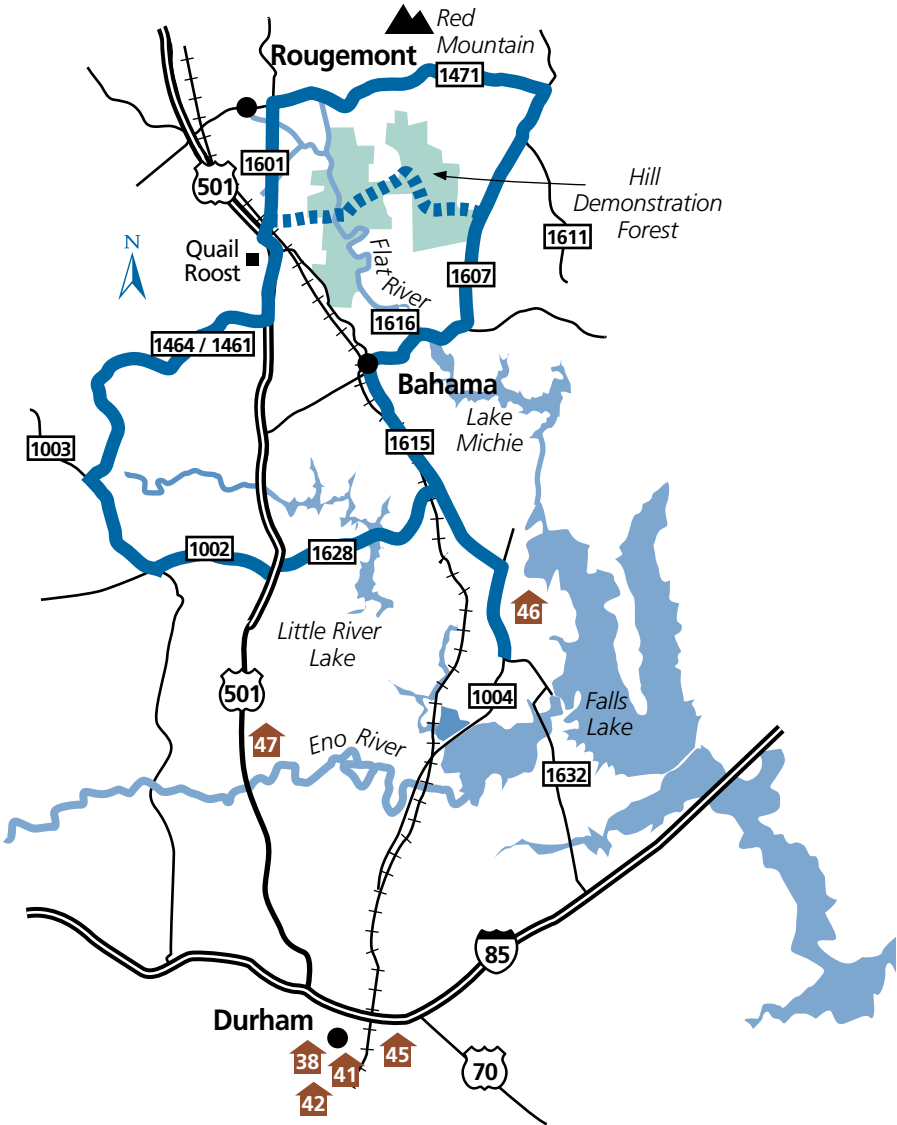 Red
Mountain
Rougemont
1471
1601
501
Hill
Demonstration
Forest
1611
N
Quail
Roost
Flat River
1607
1616
1464 / 1461
Bahama
Lake
Michie
1003
1615
1002
1628
46
Little River
Lake
501
1004
Falls
Lake
47
Eno River
1632
85
Durham
38
41
45
70
42